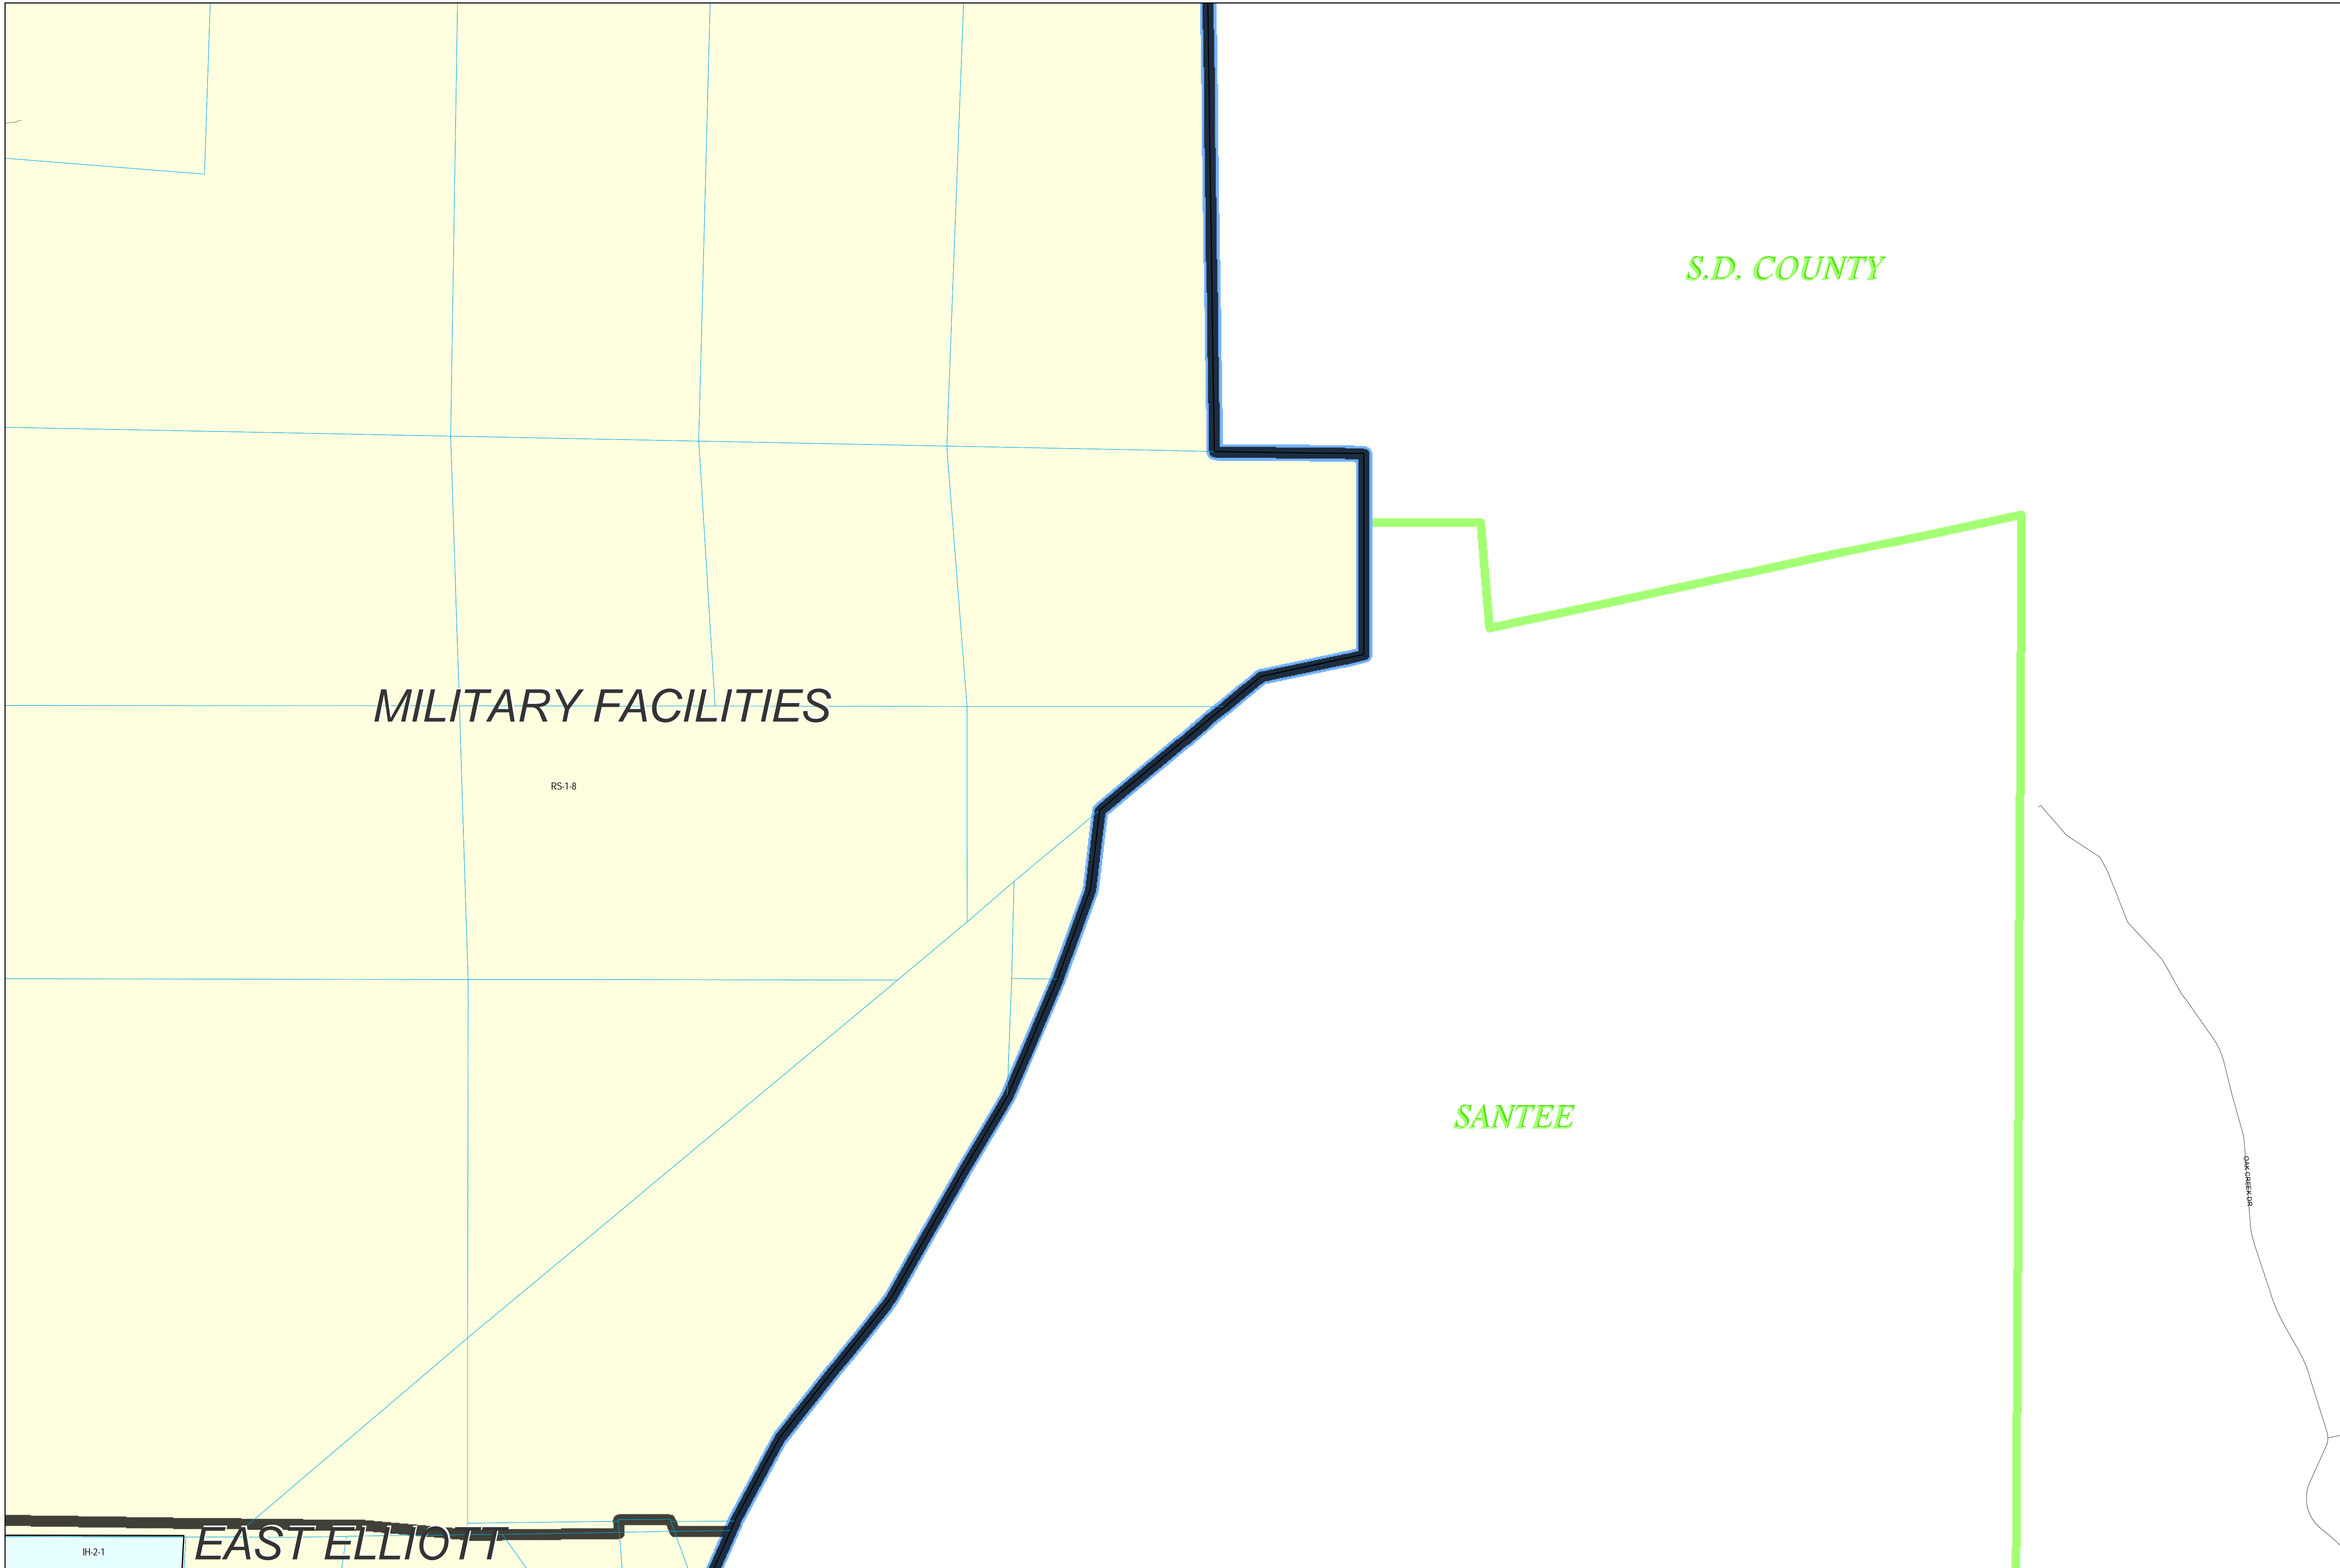 S.D. COUNTY
MILITARY FACILITIES
RS-1-8
SANTEE
OAK CREEK DR
EAST ELLIOTT
IH-2-1